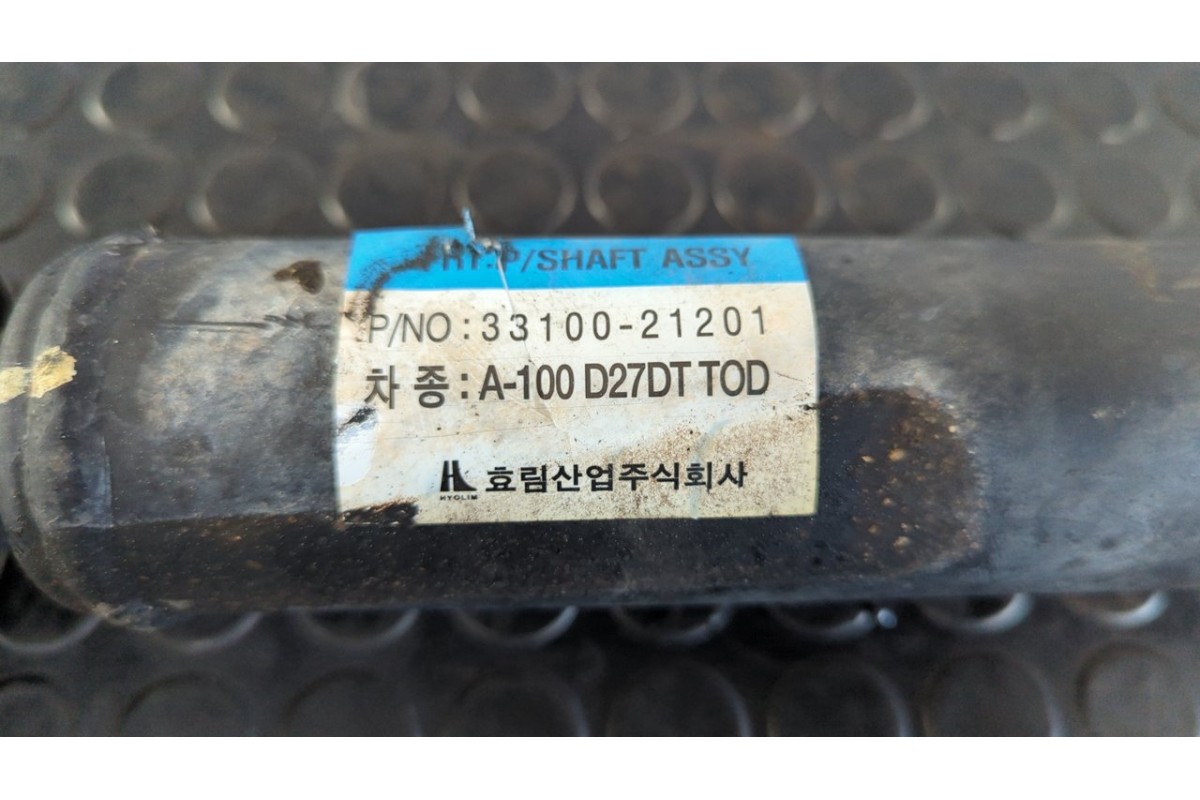 P/SHAFT ASSY
P/NO : 33100-21201
차 종 : A-100 D27DT TOD
HYOLIM 효림산업주식회사